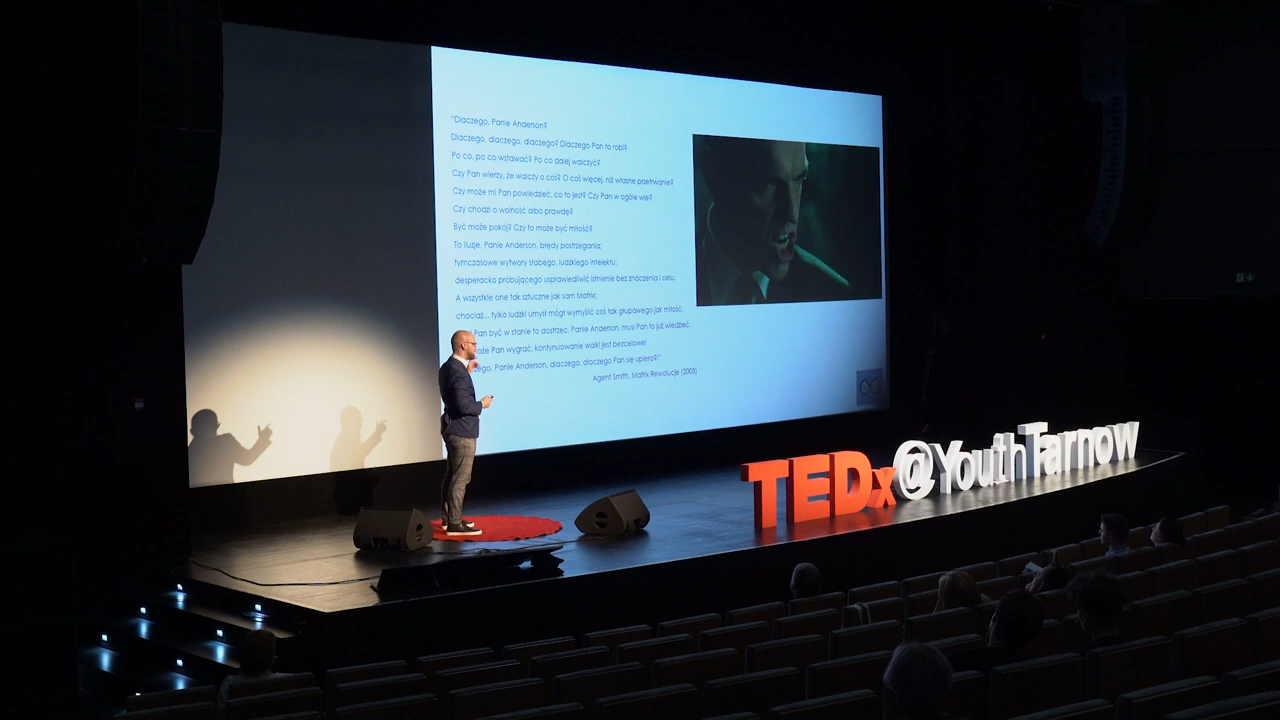 "Dlaczego, Panie Anderson?
Dlaczego, dlaczego, dlaczego? Dlaczego Pan to robi?
Po co, po co wstawać? Po co dalej walczyć?
Czy Pan wierzy, że walczy o coś? O coś więcej, niż własne przetrwanie?
Czy może mi Pan powiedzieć, co to jest? Czy Pan w ogóle wie?
Czy chodzi o wolność albo prawdę?
Być może pokój? Czy to może być miłość?
To iluzje, Panie Anderson, błędy postrzegania;
tymczasowe wytwory słabego, ludzkiego intelektu;
desperacko próbującego usprawiedliwić istnienie bez znaczenia i celu.
A wszystkie one tak sztuczne jak sam Matrix;
chociaż... tylko ludzki umysł mógł wymyślić coś tak głupawego jak miłość.
Pan być w stanie to dostrzec, Panie Anderson, musi Pan to już wiedzieć.
może Pan wygrać, kontynuowanie walki jest bezcelowe!
Panie Anderson, dlaczego, dlaczego Pan się upiera?!"
Agent Smith, Matrix Rewolucje (2003)
TEDx@YouthTarnow